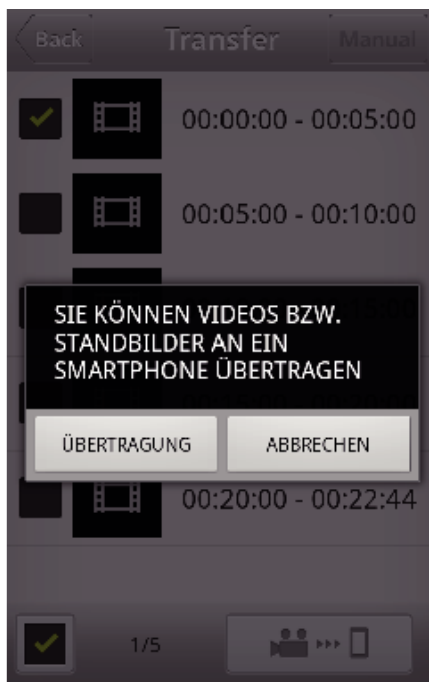 Back Transfer Manual
00:00:00 - 00:05:00
00:05:00 - 00:10:00
SIE KÖNNEN VIDEOS BZW.
STANDBILDER AN EIN
SMARTPHONE ÜBERTRAGEN
ÜBERTRAGUNG ABBRECHEN
00:20:00 - 00:22:44
1/5